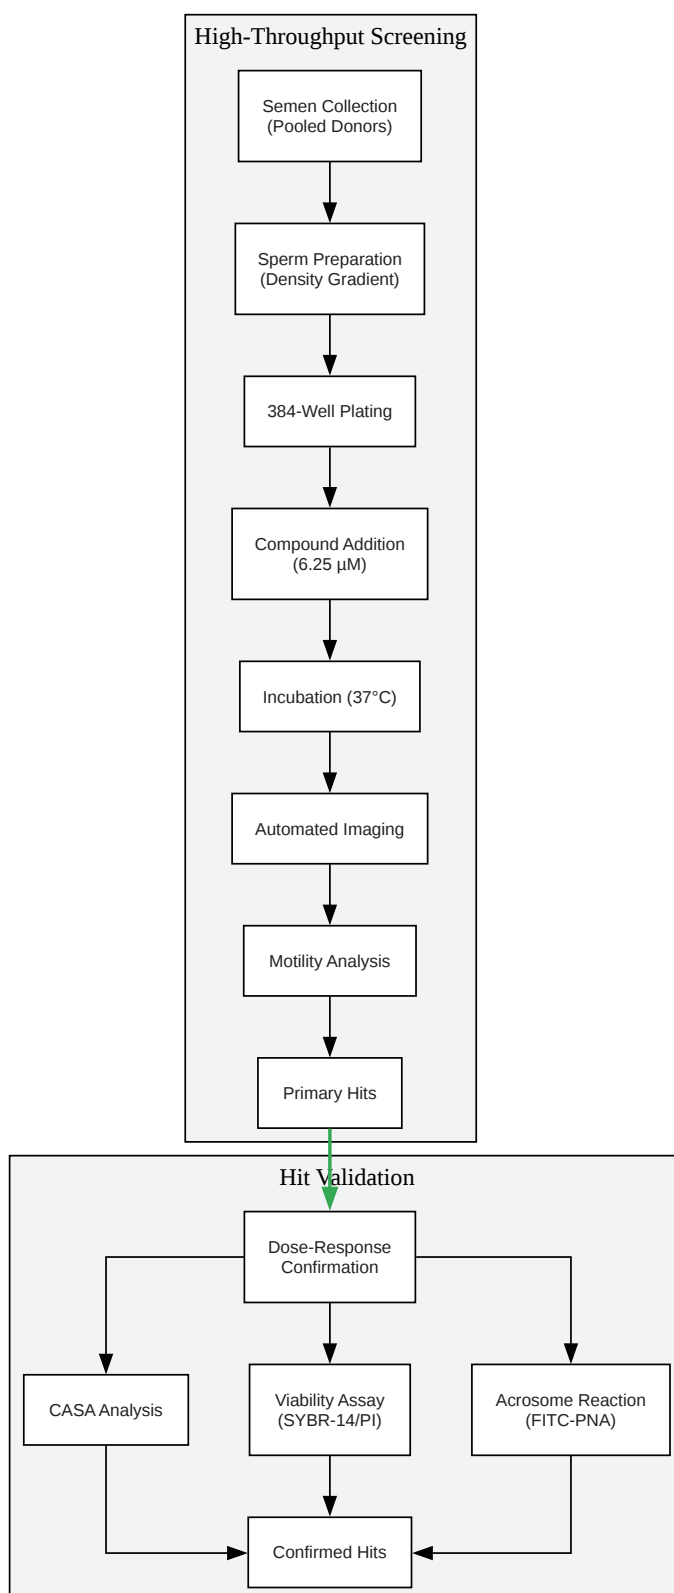 High-Throughput Screening
Semen Collection
(Pooled Donors)
Sperm Preparation
(Density Gradient)
384-Well Plating
Compound Addition
(6.25 µM)
Incubation (37°C)
Automated Imaging
Motility Analysis
Primary Hits
Hit Validation
Dose-Response
Confirmation
CASA Analysis
Viability Assay
(SYBR-14/PI)
Acrosome Reaction
(FITC-PNA)
Confirmed Hits